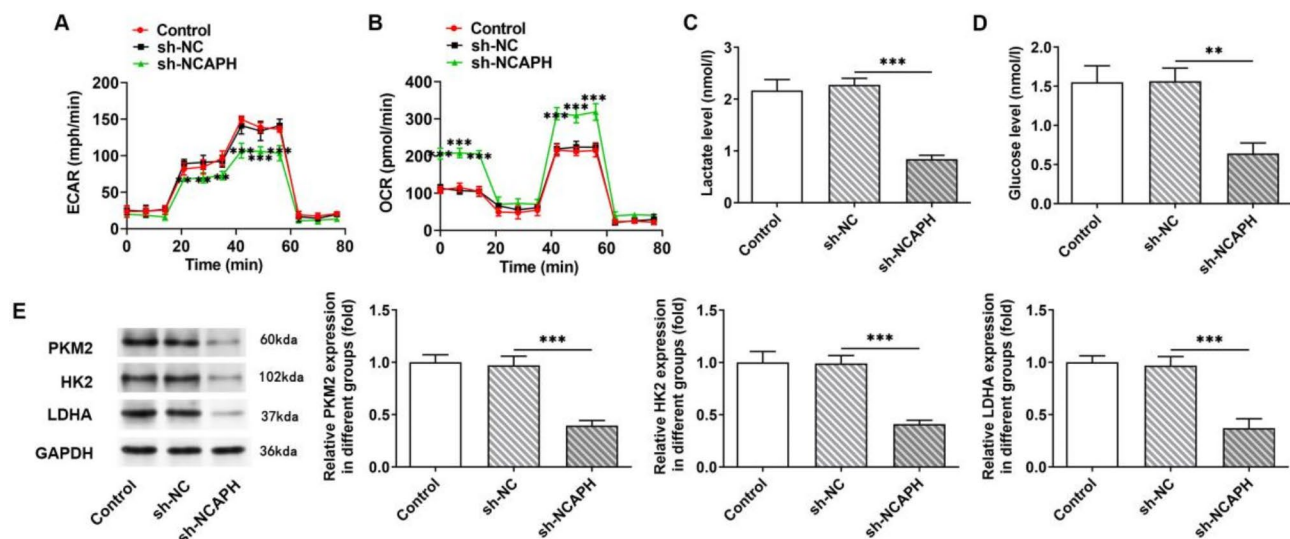 A
Control
sh-NC
sh-NCAPH
ECAR (mph/min)
200
150
100
50
0
*** *** ***
** ** **
0 20 40 60 80
Time (min)
B
Control
sh-NC
sh-NCAPH
OCR (pmol/min)
400
300
200
100
0
*** *** ***
*** *** ***
0 20 40 60 80
Time (min)
C
Lactate level (nmol/l)
3
2
1
0
***
Control
sh-NC
sh-NCAPH
D
Glucose level (nmol/l)
2.0
1.5
1.0
0.5
0.0
**
Control
sh-NC
sh-NCAPH
E
PKM2 60kda
HK2 102kda
LDHA 37kda
GAPDH 36kda
Control
sh-NC
sh-NCAPH
Relative PKM2 expression
in different groups (fold)
1.5
1.0
0.5
0.0
***
Control
sh-NC
sh-NCAPH
Relative HK2 expression
in different groups (fold)
1.5
1.0
0.5
0.0
***
Control
sh-NC
sh-NCAPH
Relative LDHA expression
in different groups (fold)
1.5
1.0
0.5
0.0
***
Control
sh-NC
sh-NCAPH